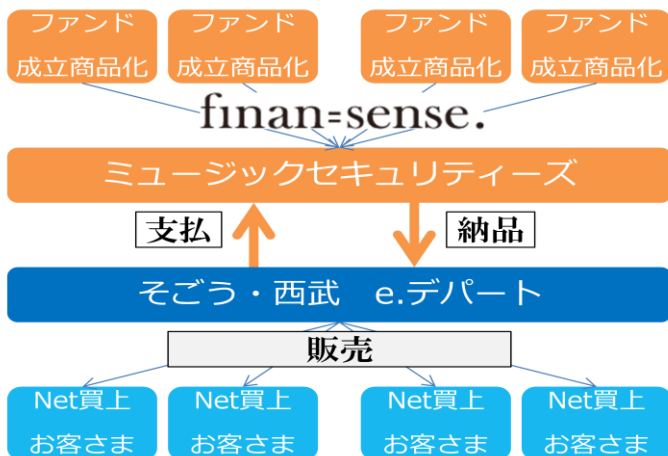 ファンド
成立商品化
ファンド
成立商品化
ファンド
成立商品化
ファンド
成立商品化
finan=sense.
ミュージックセキュリティーズ
支払
納品
そごう・西武　e.デパート
販売
Net買上
お客さま
Net買上
お客さま
Net買上
お客さま
Net買上
お客さま